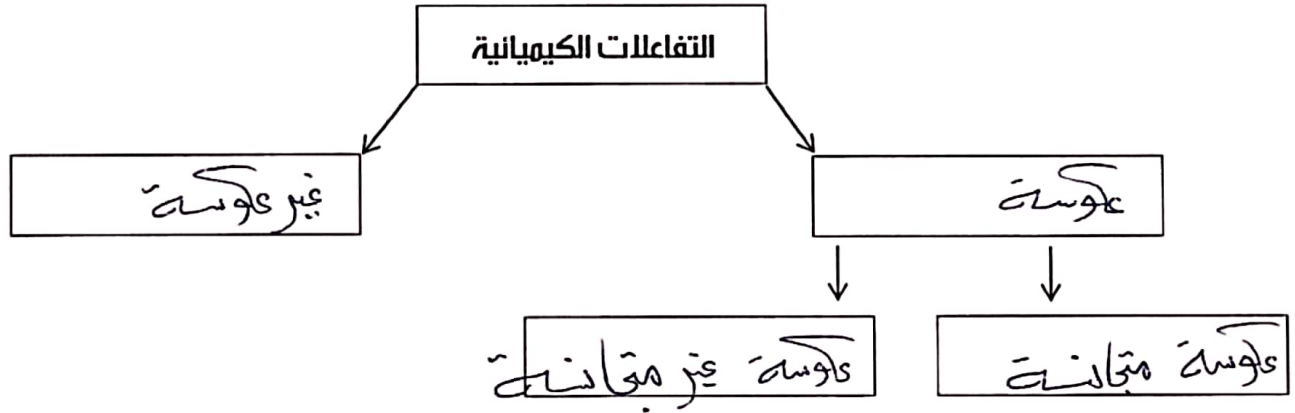 التفاعلات الكيميائية
عكوسة
غير عكوسة
عكوسة متجانسة
عكوسة غير متجانسة